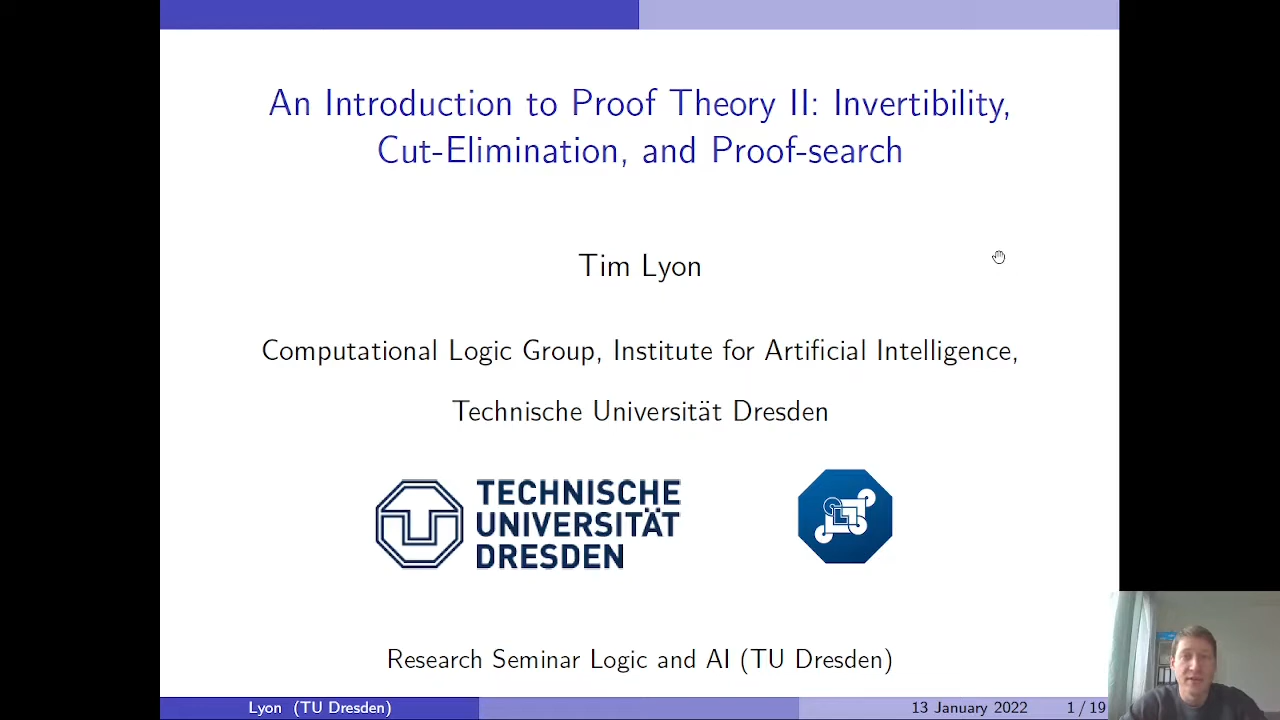 An Introduction to Proof Theory II: Invertibility,
Cut-Elimination, and Proof-search
Tim Lyon
Computational Logic Group, Institute for Artificial Intelligence,
Technische Universität Dresden
TECHNISCHE
UNIVERSITÄT
DRESDEN
Research Seminar Logic and AI (TU Dresden)
Lyon (TU Dresden) 13 January 2022 1 / 19